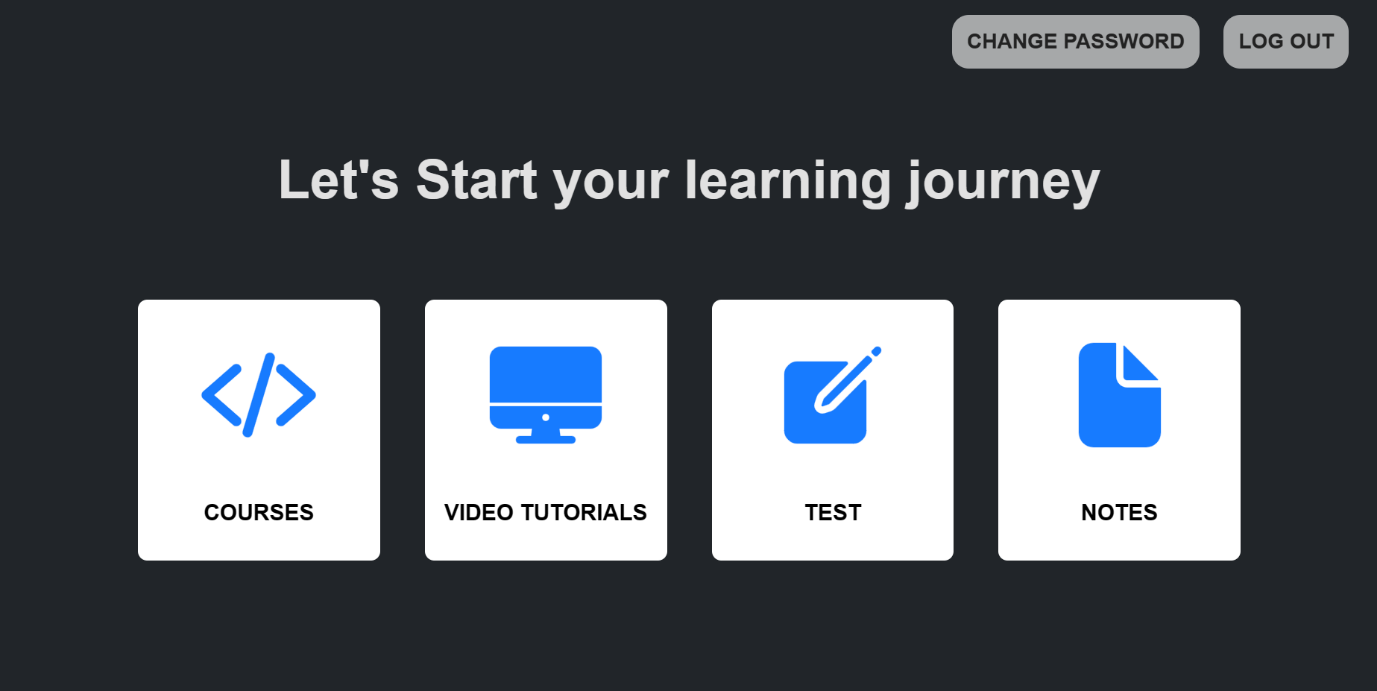 CHANGE PASSWORD
LOG OUT
Let's Start your learning journey
COURSES
VIDEO TUTORIALS
TEST
NOTES